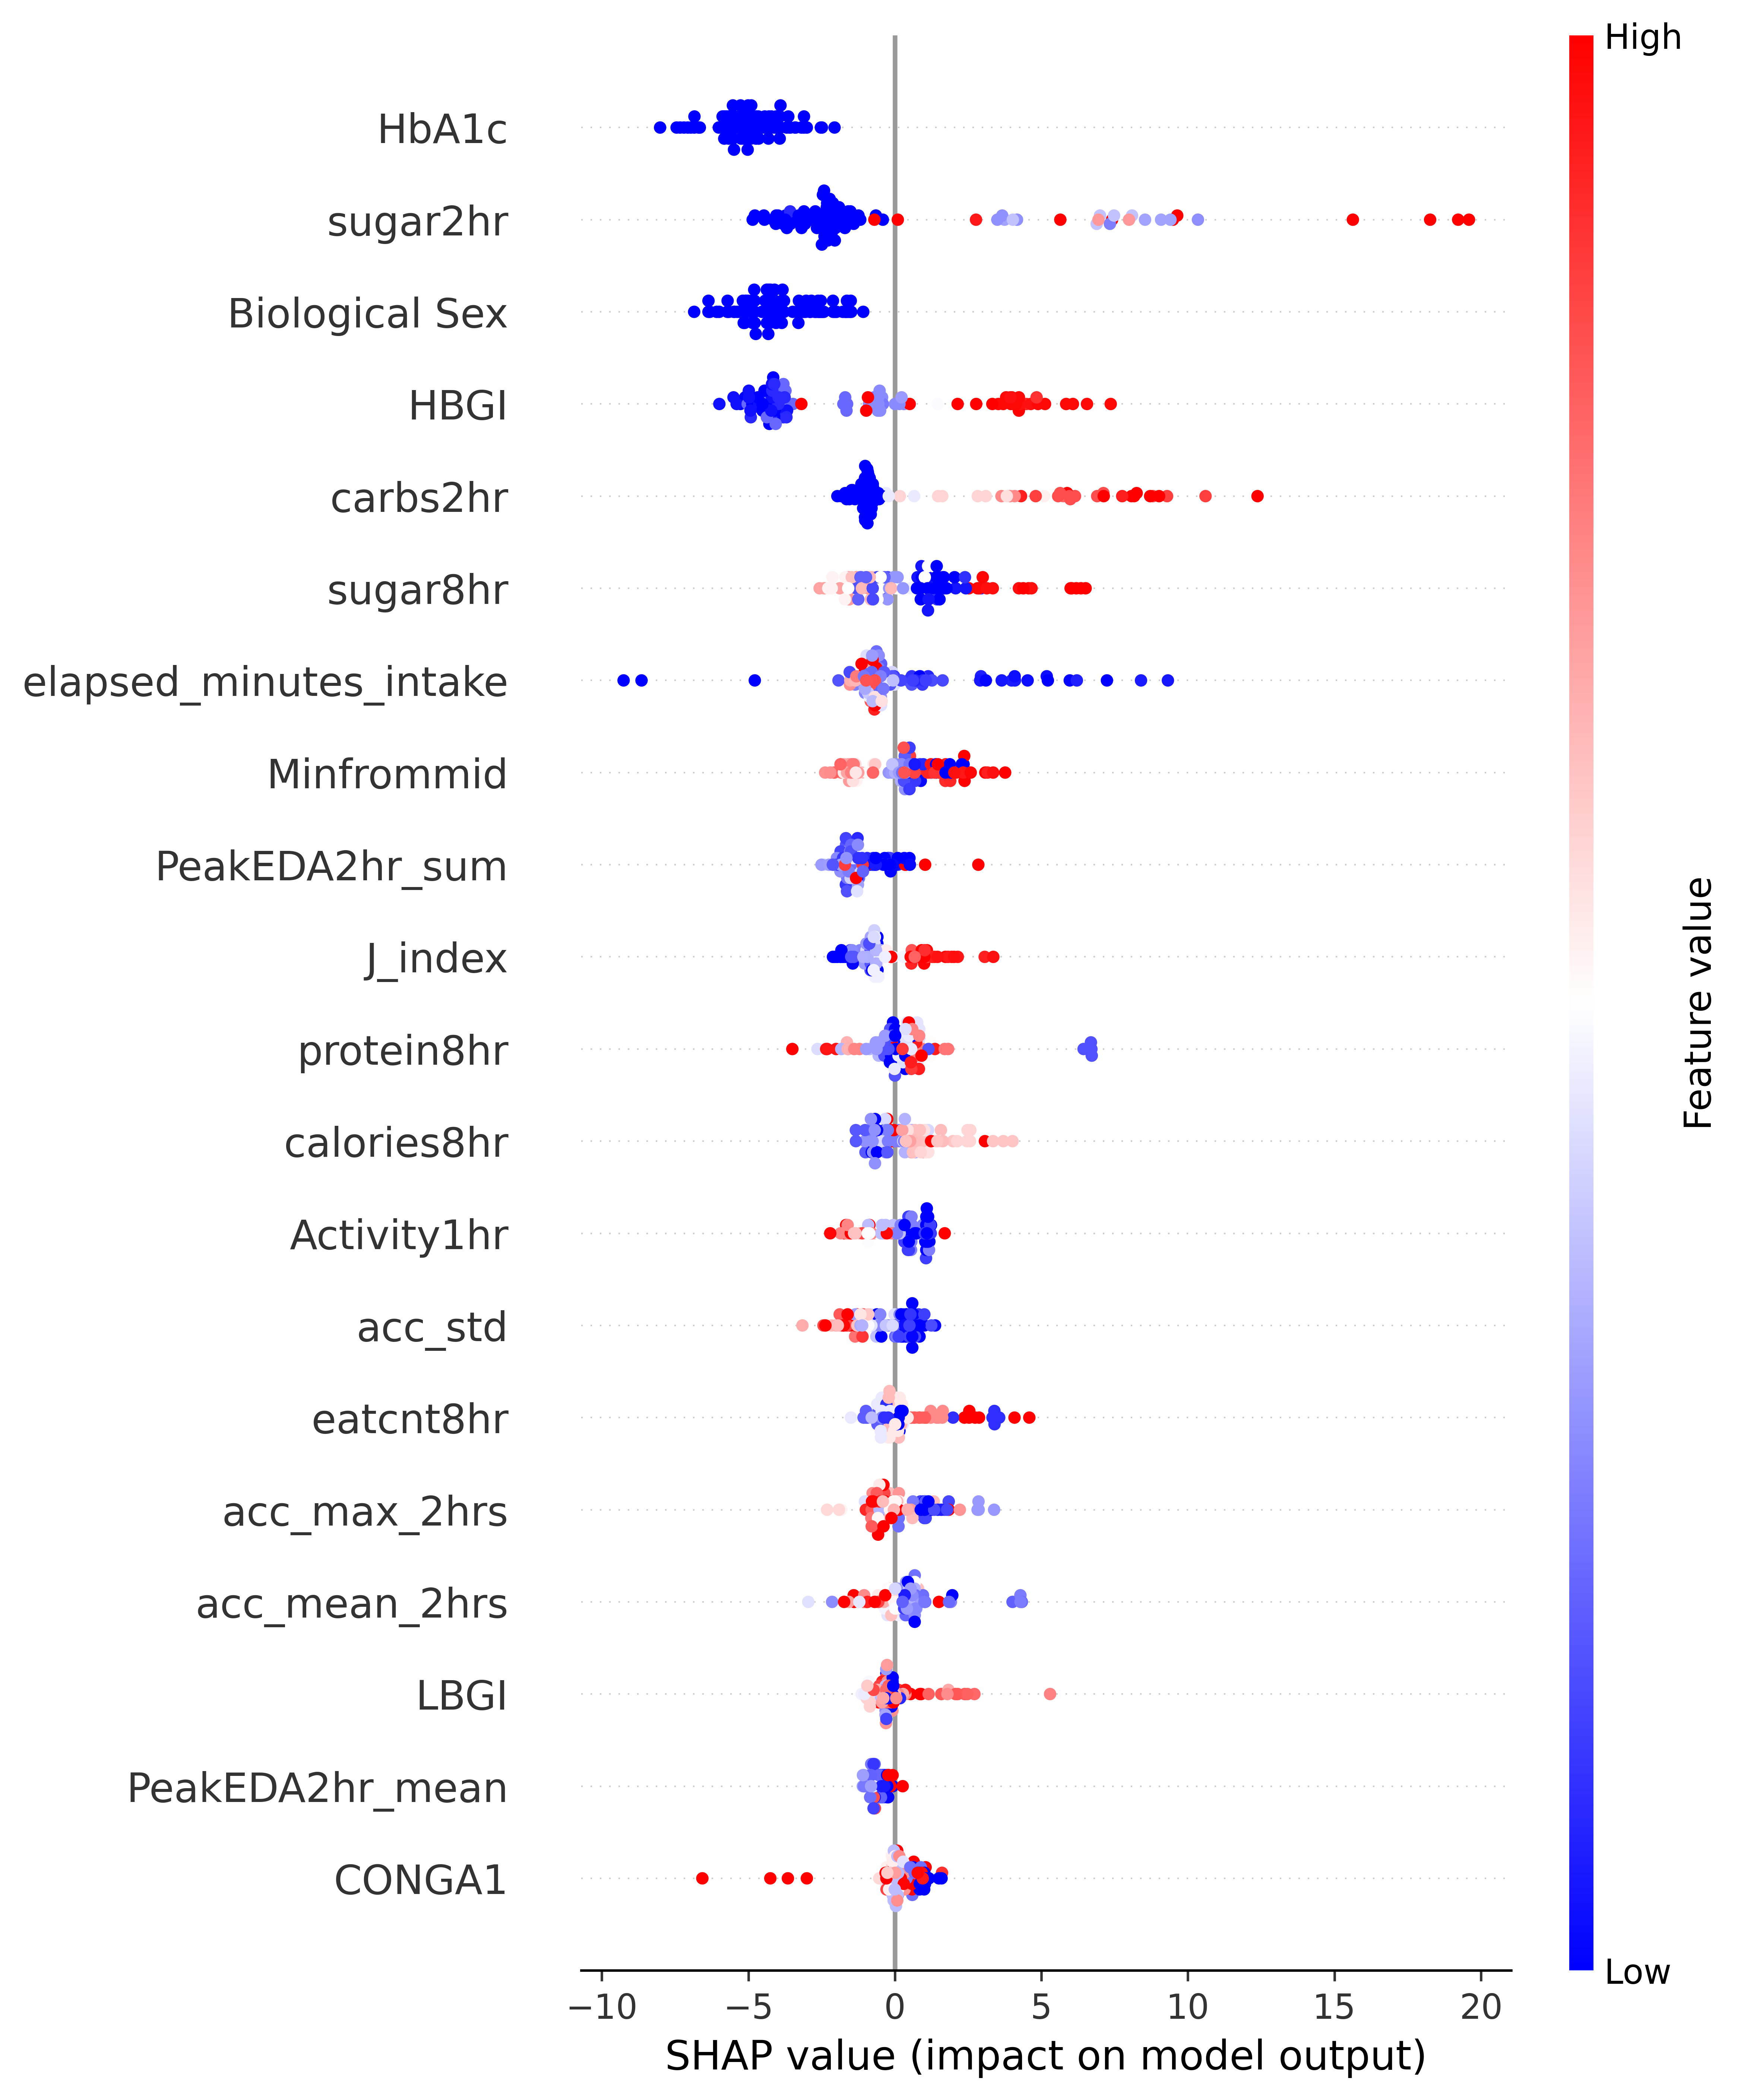 High
HbA1c
sugar2hr
Biological Sex
HBGI
carbs2hr
sugar8hr
elapsed_minutes_intake
Minfrommid
PeakEDA2hr_sum
J_index
protein8hr
calories8hr
Activity1hr
acc_std
eatcnt8hr
acc_max_2hrs
acc_mean_2hrs
LBGI
PeakEDA2hr_mean
CONGA1
Feature value
Low
−10 −5 0 5 10 15 20
SHAP value (impact on model output)